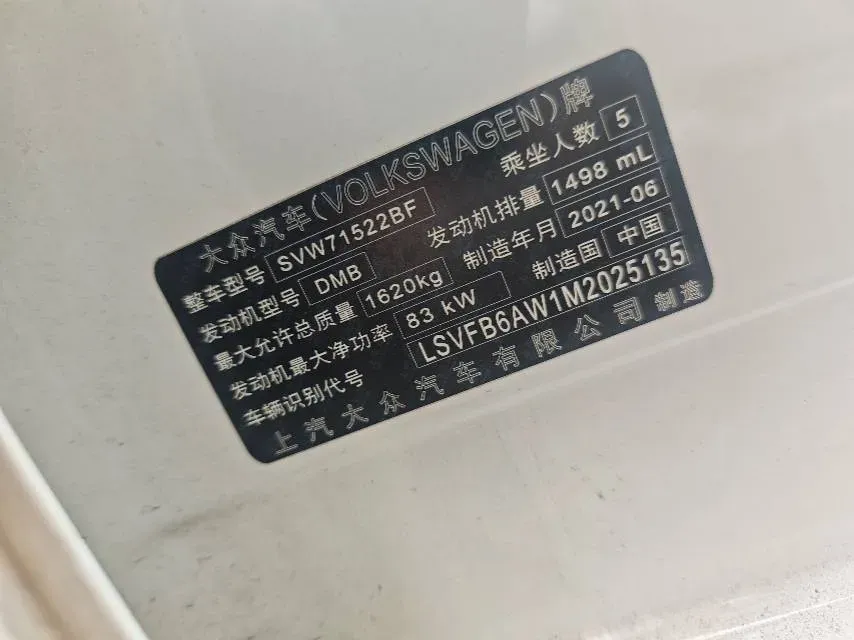 大众汽车(VOLKSWAGEN)牌
整车型号 SVW71522BF 乘坐人数 5
发动机型号 DMB 发动机排量 1498 mL
最大允许总质量 1620kg 制造年月 2021-06
发动机最大净功率 83 kW 制造国 中国
车辆识别代号 LSVFB6AW1M2025135
上汽大众汽车有限公司 制造